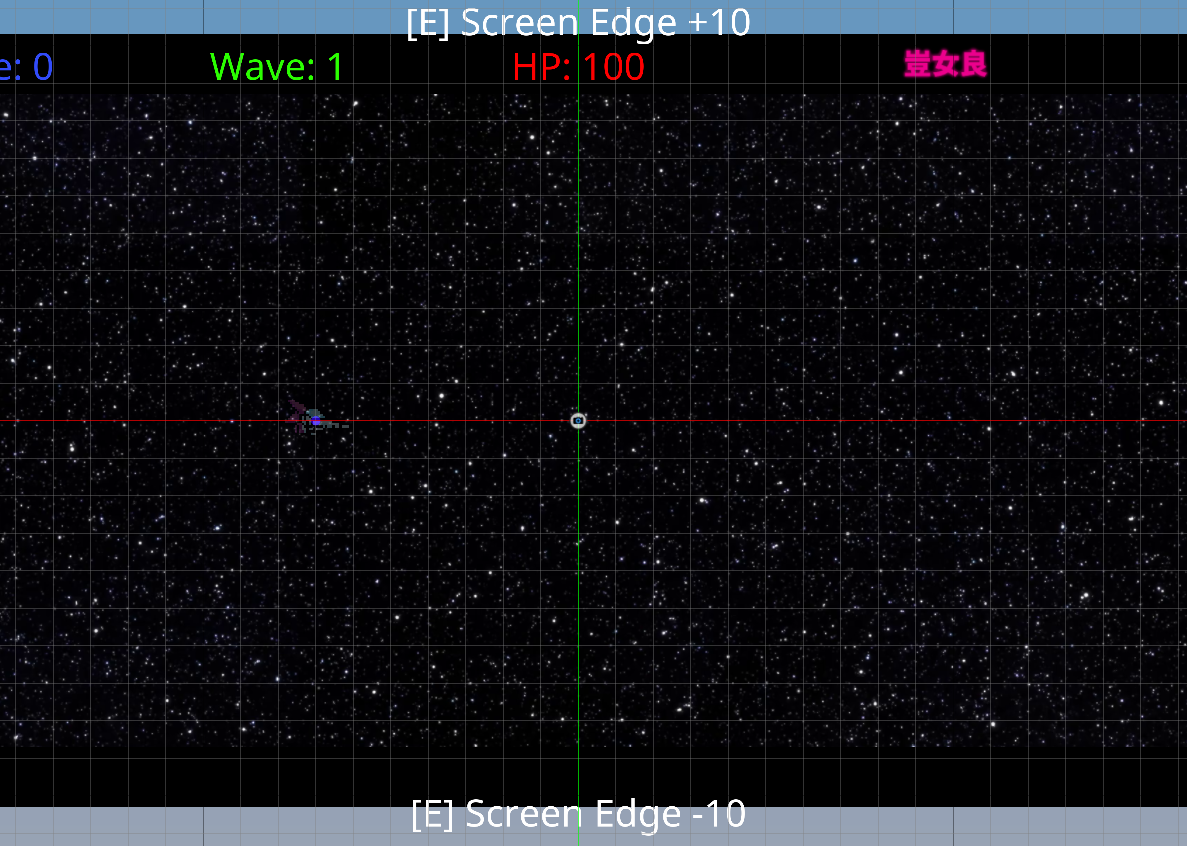 [E] Screen Edge +10
e: 0
Wave: 1
HP: 100
豈女良
[E] Screen Edge -10